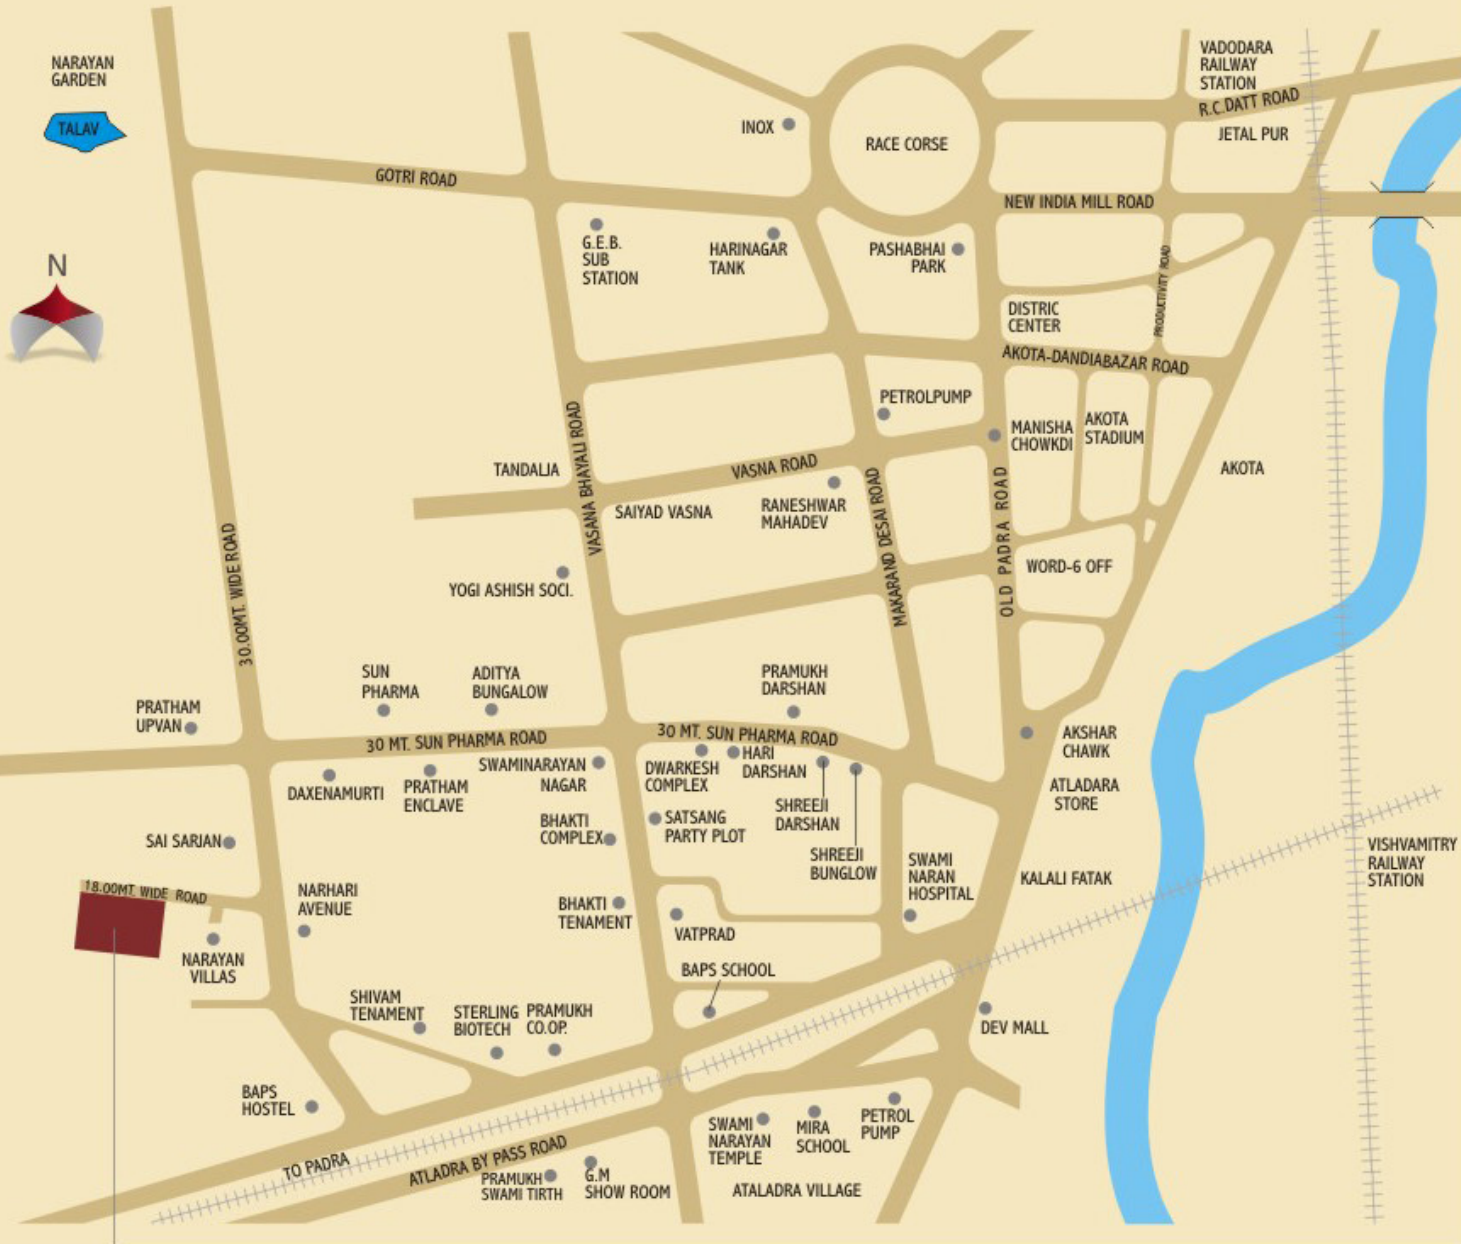 NARAYAN
GARDEN
TALAV
N
VADODARA
RAILWAY
STATION
R.C.DATT ROAD
JETAL PUR
INOX
RACE CORSE
GOTRI ROAD
NEW INDIA MILL ROAD
G.E.B.
SUB
STATION
HARINAGAR
TANK
PASHABHAI
PARK
PRODUCTIVITY ROAD
DISTRIC
CENTER
AKOTA-DANDIABAZAR ROAD
PETROLPUMP
MANISHA
CHOWKDI
AKOTA
STADIUM
AKOTA
VASANA BHAYALI ROAD
TANDALJA
VASNA ROAD
SAIYAD VASNA
RANESHWAR
MAHADEV
MAKARAND DESAI ROAD
OLD PADRA ROAD
WORD-6 OFF
30.00MT. WIDE ROAD
YOGI ASHISH SOCI.
SUN
PHARMA
ADITYA
BUNGALOW
PRAMUKH
DARSHAN
PRATHAM
UPVAN
30 MT. SUN PHARMA ROAD
30 MT. SUN PHARMA ROAD
AKSHAR
CHAWK
DAXENAMURTI
PRATHAM
ENCLAVE
SWAMINARAYAN
NAGAR
DWARKESH
COMPLEX
HARI
DARSHAN
SHREEJI
DARSHAN
ATLADARA
STORE
SAI SARJAN
BHAKTI
COMPLEX
SATSANG
PARTY PLOT
SHREEJI
BUNGLOW
SWAMI
NARAN
HOSPITAL
KALALI FATAK
VISHVAMITRY
RAILWAY
STATION
18.00MT. WIDE ROAD
NARHARI
AVENUE
BHAKTI
TENAMENT
VATPRAD
NARAYAN
VILLAS
BAPS SCHOOL
SHIVAM
TENAMENT
STERLING
BIOTECH
PRAMUKH
CO.OP.
DEV MALL
BAPS
HOSTEL
SWAMI
NARAYAN
TEMPLE
MIRA
SCHOOL
PETROL
PUMP
TO PADRA
ATLADRA BY PASS ROAD
PRAMUKH
SWAMI TIRTH
G.M
SHOW ROOM
ATALADRA VILLAGE